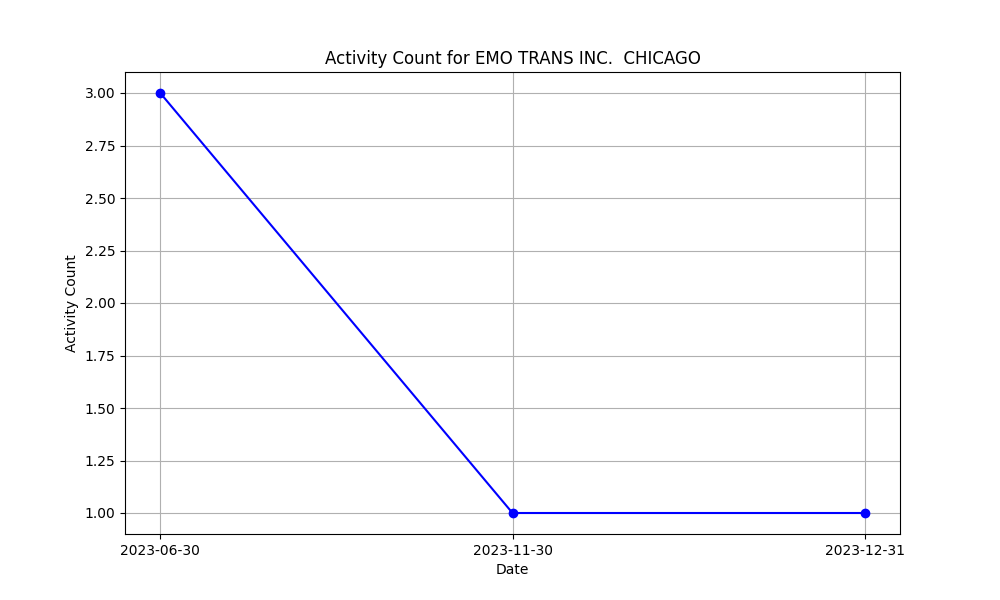 Activity Count for EMO TRANS INC.  CHICAGO
Activity Count
3.00
2.75
2.50
2.25
2.00
1.75
1.50
1.25
1.00
2023-06-30 2023-11-30 2023-12-31
Date